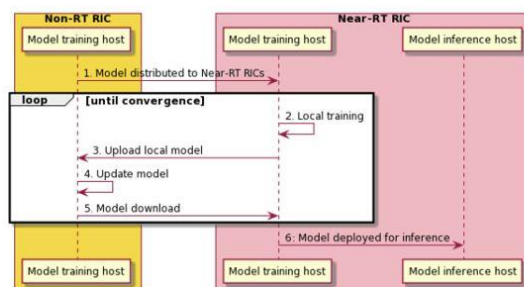 Non-RT RIC
Near-RT RIC
Model training host
Model training host
Model inference host
1. Model distributed to Near-RT RICs
loop
[until convergence]
2. Local training
3. Upload local model
4. Update model
5. Model download
6: Model deployed for inference
Model training host
Model training host
Model inference host